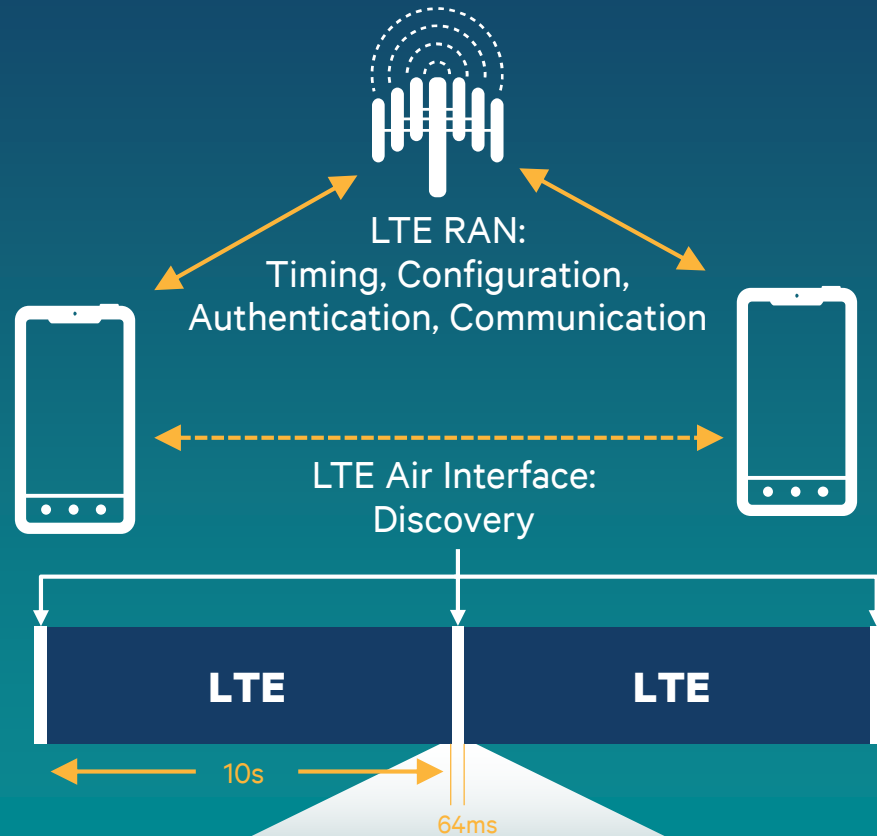 LTE RAN:
Timing, Configuration,
Authentication, Communication
LTE Air Interface:
Discovery
LTE
LTE
10s
64ms